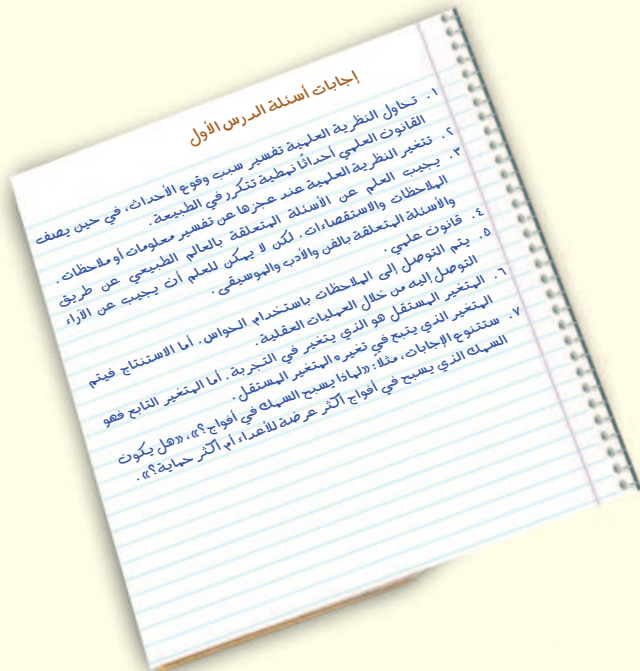 إجابات أسئلة الدرس الأول
١. تحاول النظرية العلمية تفسير سبب وقوع الأحداث، في حين يصف
القانون العلمي أحداثًا نمطية تتكرر في الطبيعة.
٢. تتغير النظرية العلمية عند عجزها عن تفسير معلومات أو ملاحظات.
٣. يجيب العلم عن الأسئلة المتعلقة بالعالم الطبيعي عن طريق
الملاحظات والاستقصاءات. لكن لا يمكن للعلم أن يجيب عن الآراء
والأسئلة المتعلقة بالفن والأدب والموسيقى.
٤. قانون علمي.
٥. يتم التوصل إلى الملاحظات باستخدام الحواس. أما الاستنتاج فيتم
التوصل إليه من خلال العمليات العقلية.
٦. المتغير المستقل هو الذي يتغير في التجربة. أما المتغير التابع فهو
المتغير الذي يتبع في تغيره المتغير المستقل.
٧. ستتنوع الإجابات، مثلاً: «لماذا يسبح السمك في أفواج؟»، «هل يكون
السمك الذي يسبح في أفواج أكثر عرضة للأعداء أم أكثر حماية؟».